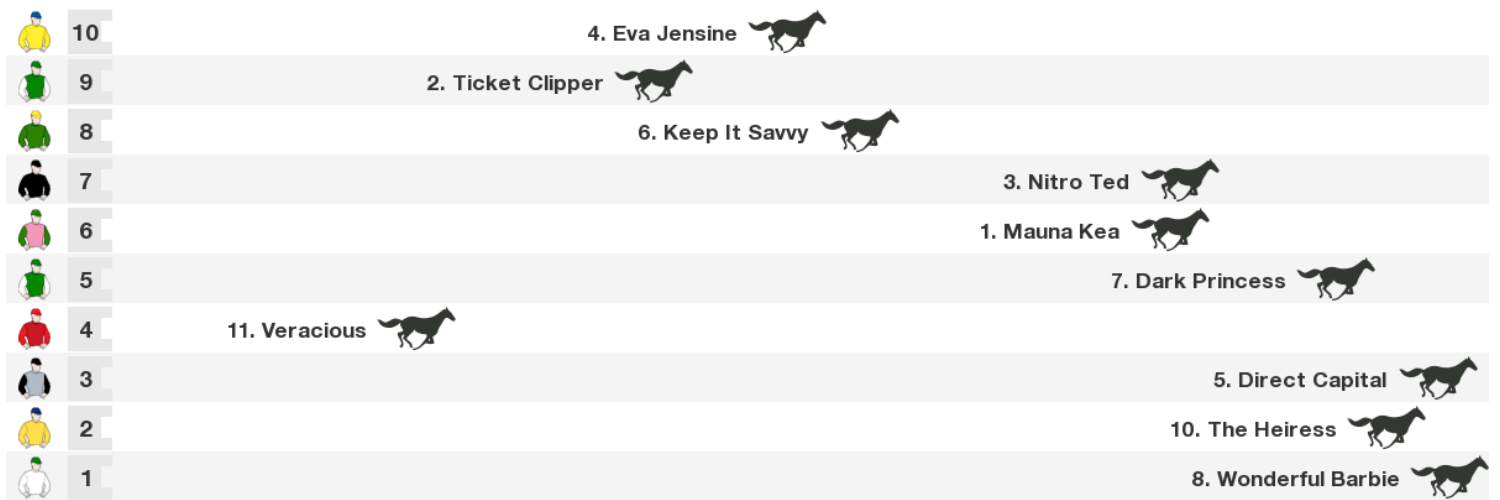 10 4. Eva Jensine
9 2. Ticket Clipper
8 6. Keep It Savvy
7 3. Nitro Ted
6 1. Mauna Kea
5 7. Dark Princess
4 11. Veracious
3 5. Direct Capital
2 10. The Heiress
1 8. Wonderful Barbie